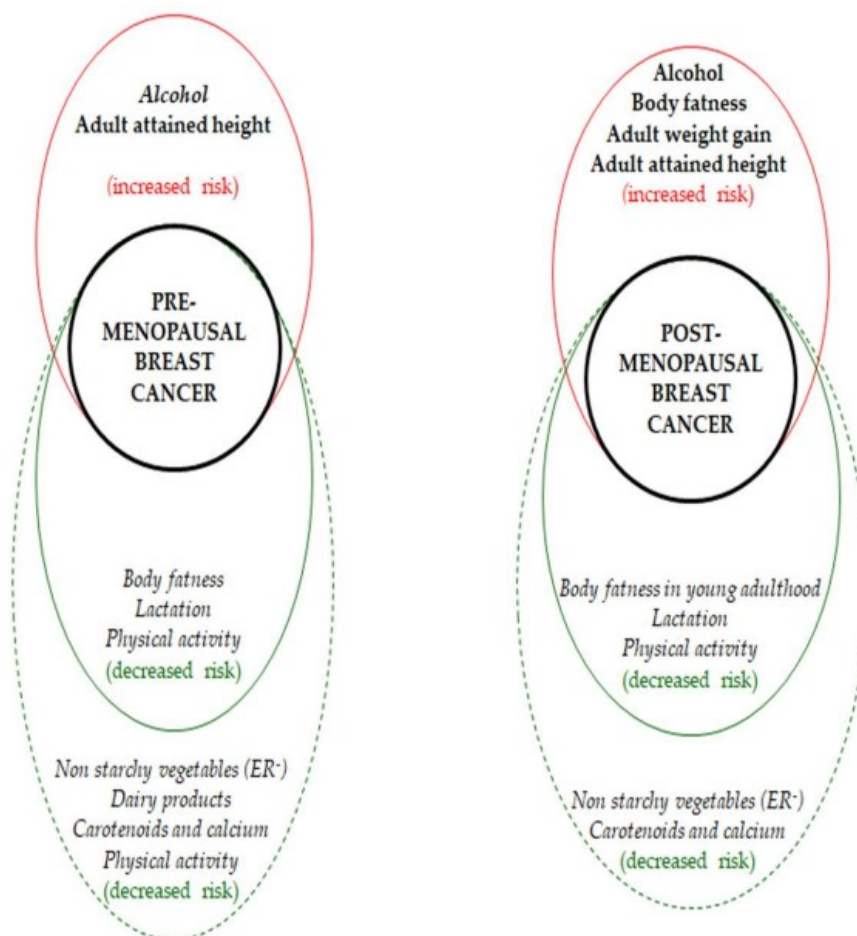 Alcohol
Adult attained height
(increased risk)
PRE-
MENOPAUSAL
BREAST
CANCER
Body fatness
Lactation
Physical activity
(decreased risk)
Non starchy vegetables (ER-)
Dairy products
Carotenoids and calcium
Physical activity
(decreased risk)
Alcohol
Body fatness
Adult weight gain
Adult attained height
(increased risk)
POST-
MENOPAUSAL
BREAST
CANCER
Body fatness in young adulthood
Lactation
Physical activity
(decreased risk)
Non starchy vegetables (ER-)
Carotenoids and calcium
(decreased risk)